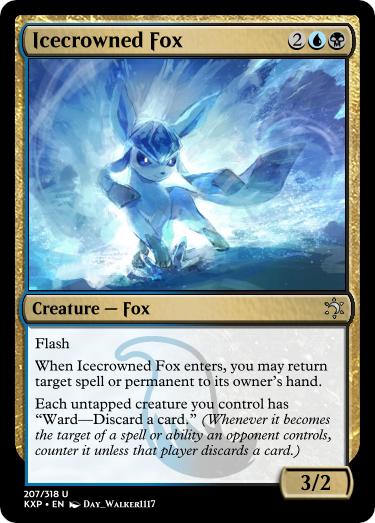 Icecrowned Fox 2
Creature — Fox
Flash
When Icecrowned Fox enters, you may return
target spell or permanent to its owner's hand.
Each untapped creature you control has
"Ward—Discard a card." (Whenever it becomes
the target of a spell or ability an opponent controls,
counter it unless that player discards a card.)
3/2
207/318 U
KXP • EN Day_Walker1117